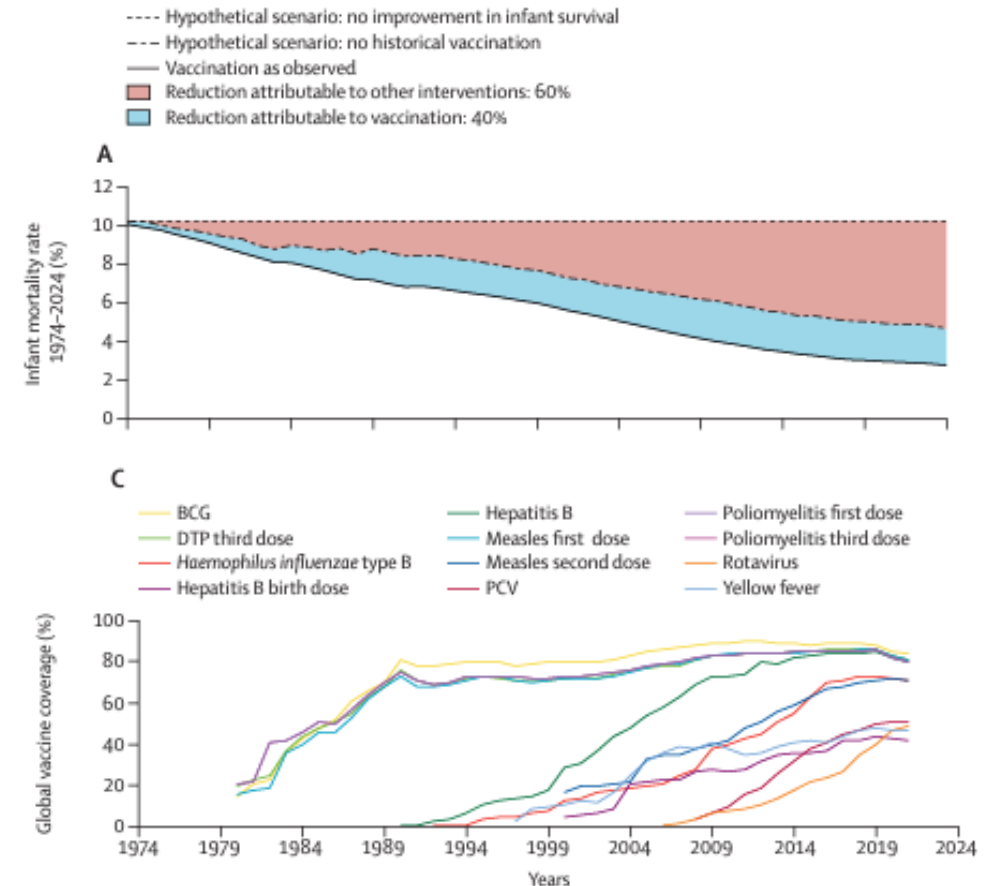 Hypothetical scenario: no improvement in infant survival
Hypothetical scenario: no historical vaccination
Vaccination as observed
Reduction attributable to other interventions: 60%
Reduction attributable to vaccination: 40%
A
Infant mortality rate
1974–2024 (%)
12
10
8
6
4
2
0
C
BCG
DTP third dose
Haemophilus influenzae type B
Hepatitis B birth dose
Hepatitis B
Measles first dose
Measles second dose
PCV
Poliomyelitis first dose
Poliomyelitis third dose
Rotavirus
Yellow fever
Global vaccine coverage (%)
100
80
60
40
20
0
1974 1979 1984 1989 1994 1999 2004 2009 2014 2019 2024
Years